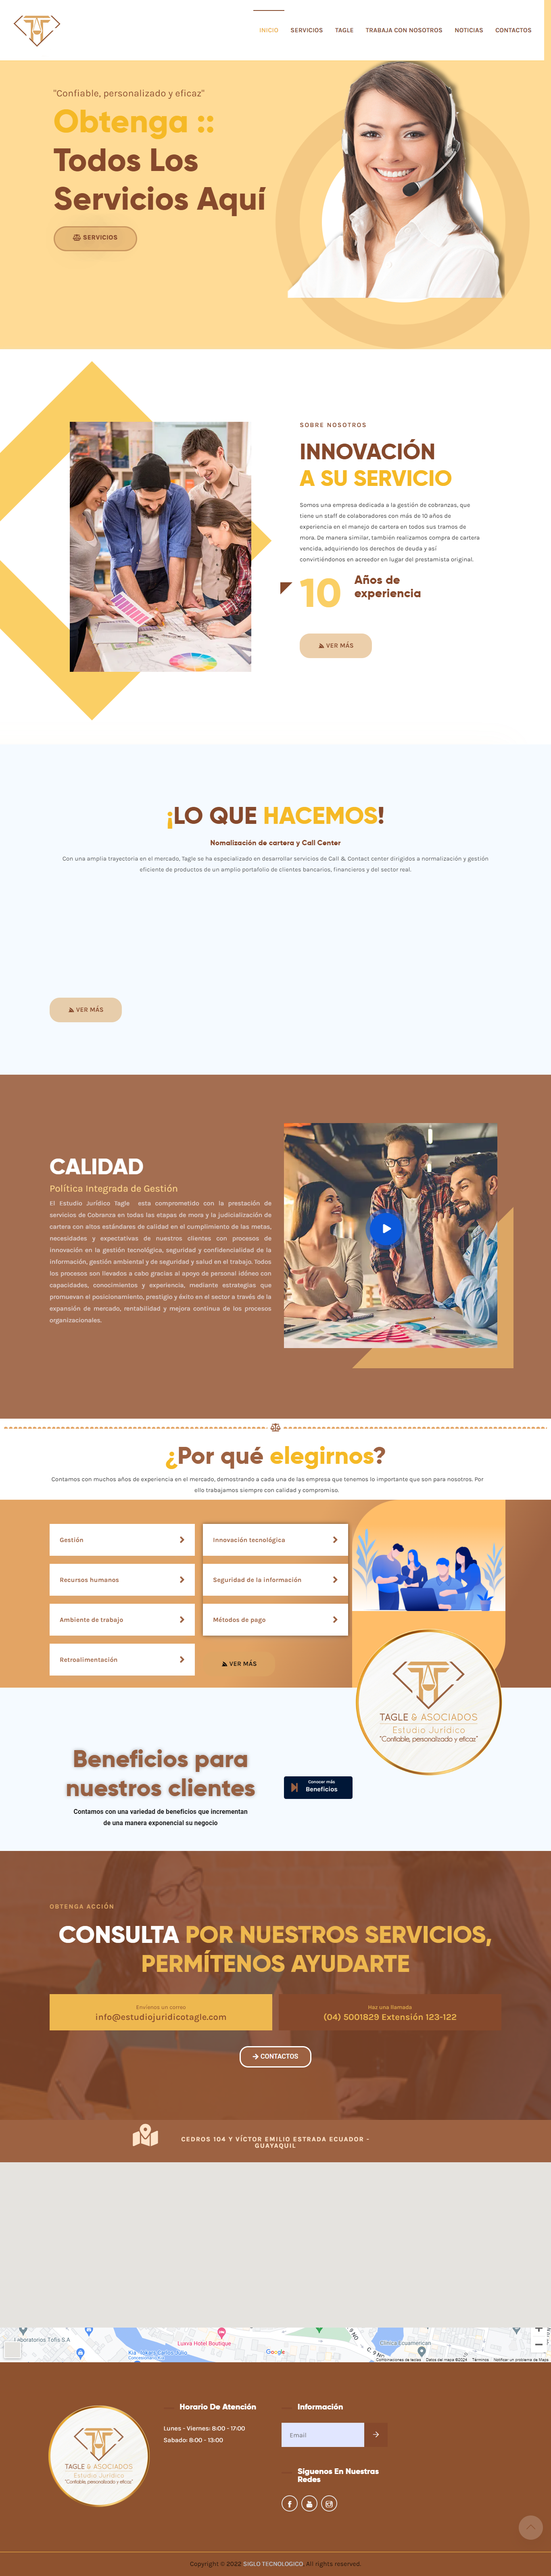 INICIO SERVICIOS TAGLE TRABAJA CON NOSOTROS NOTICIAS CONTACTOS
"Confiable, personalizado y eficaz"
Obtenga ::
Todos Los
Servicios Aquí
SERVICIOS
SOBRE NOSOTROS
INNOVACIÓN
A SU SERVICIO
Somos una empresa dedicada a la gestión de cobranzas, que
tiene un staff de colaboradores con más de 10 años de
experiencia en el manejo de cartera en todos sus tramos de
mora. De manera similar, también realizamos compra de cartera
vencida, adquiriendo los derechos de deuda y así
convirtiéndonos en acreedor en lugar del prestamista original.
10
Años de
experiencia
VER MÁS
¡LO QUE HACEMOS!
Nomalización de cartera y Call Center
Con una amplia trayectoria en el mercado, Tagle se ha especializado en desarrollar servicios de Call & Contact center dirigidos a normalización y gestión
eficiente de productos de un amplio portafolio de clientes bancarios, financieros y del sector real.
VER MÁS
CALIDAD
Política Integrada de Gestión
El Estudio Jurídico Tagle esta comprometido con la prestación de
servicios de Cobranza en todas las etapas de mora y la judicialización de
cartera con altos estándares de calidad en el cumplimiento de las metas,
necesidades y expectativas de nuestros clientes con procesos de
innovación en la gestión tecnológica, seguridad y confidencialidad de la
información, gestión ambiental y de seguridad y salud en el trabajo. Todos
los procesos son llevados a cabo gracias al apoyo de personal idóneo con
capacidades, conocimientos y experiencia, mediante estrategias que
promuevan el posicionamiento, prestigio y éxito en el sector a través de la
expansión de mercado, rentabilidad y mejora continua de los procesos
organizacionales.
¿Por qué elegirnos?
Contamos con muchos años de experiencia en el mercado, demostrando a cada una de las empresa que tenemos lo importante que son para nosotros. Por
ello trabajamos siempre con calidad y compromiso:
Gestión
Innovación tecnológica
Recursos humanos
Seguridad de la información
Ambiente de trabajo
Métodos de pago
Retroalimentación
VER MÁS
TAGLE & ASOCIADOS
Estudio Jurídico
"Confiable, personalizado y eficaz"
Beneficios para
nuestros clientes
Contamos con una variedad de beneficios que incrementan
de una manera exponencial su negocio
Conocer más
Beneficios
OBTENGA ACCIÓN
CONSULTA POR NUESTROS SERVICIOS,
PERMÍTENOS AYUDARTE
Envíenos un correo
info@estudiojuridicotagle.com
Haz una llamada
(04) 5001829 Extensión 123-122
CONTACTOS
CEDROS 104 Y VÍCTOR EMILIO ESTRADA ECUADOR -
GUAYAQUIL
Laboratorios Tofis S.A
Luxva Hotel Boutique
Google
Combinaciones de teclas Datos del mapa ©2024 Términos Notificar un problema de Maps
TAGLE & ASOCIADOS
Estudio Jurídico
"Confiable, personalizado y eficaz"
Horario De Atención
Lunes - Viernes: 8:00 - 17:00
Sabado: 8:00 - 13:00
Información
Email
Síguenos En Nuestras
Redes
Copyright © 2022 SIGLO TECNOLOGICO. All rights reserved.